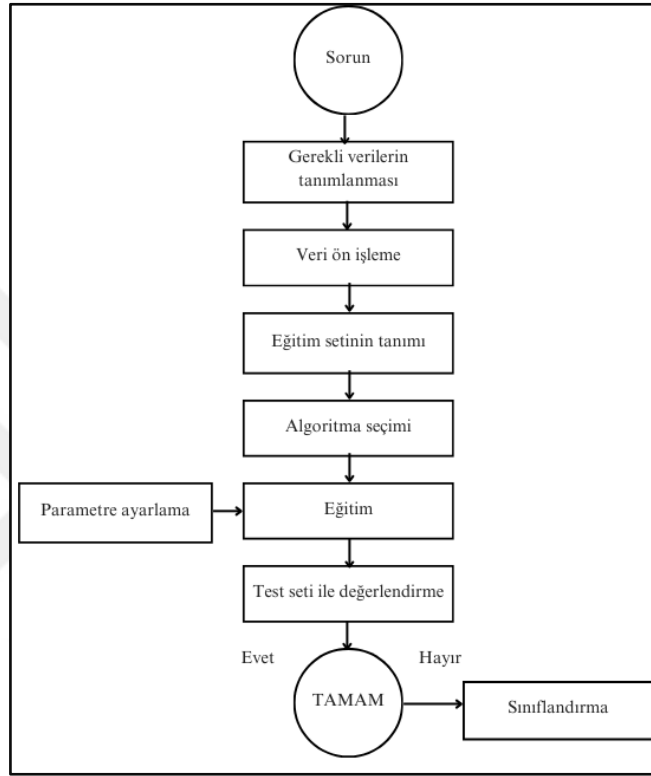 Sorun
Gerekli verilerin
tanımlanması
Veri ön işleme
Eğitim setinin tanımı
Algoritma seçimi
Parametre ayarlama
Eğitim
Test seti ile değerlendirme
Evet
Hayır
TAMAM
Sınıflandırma